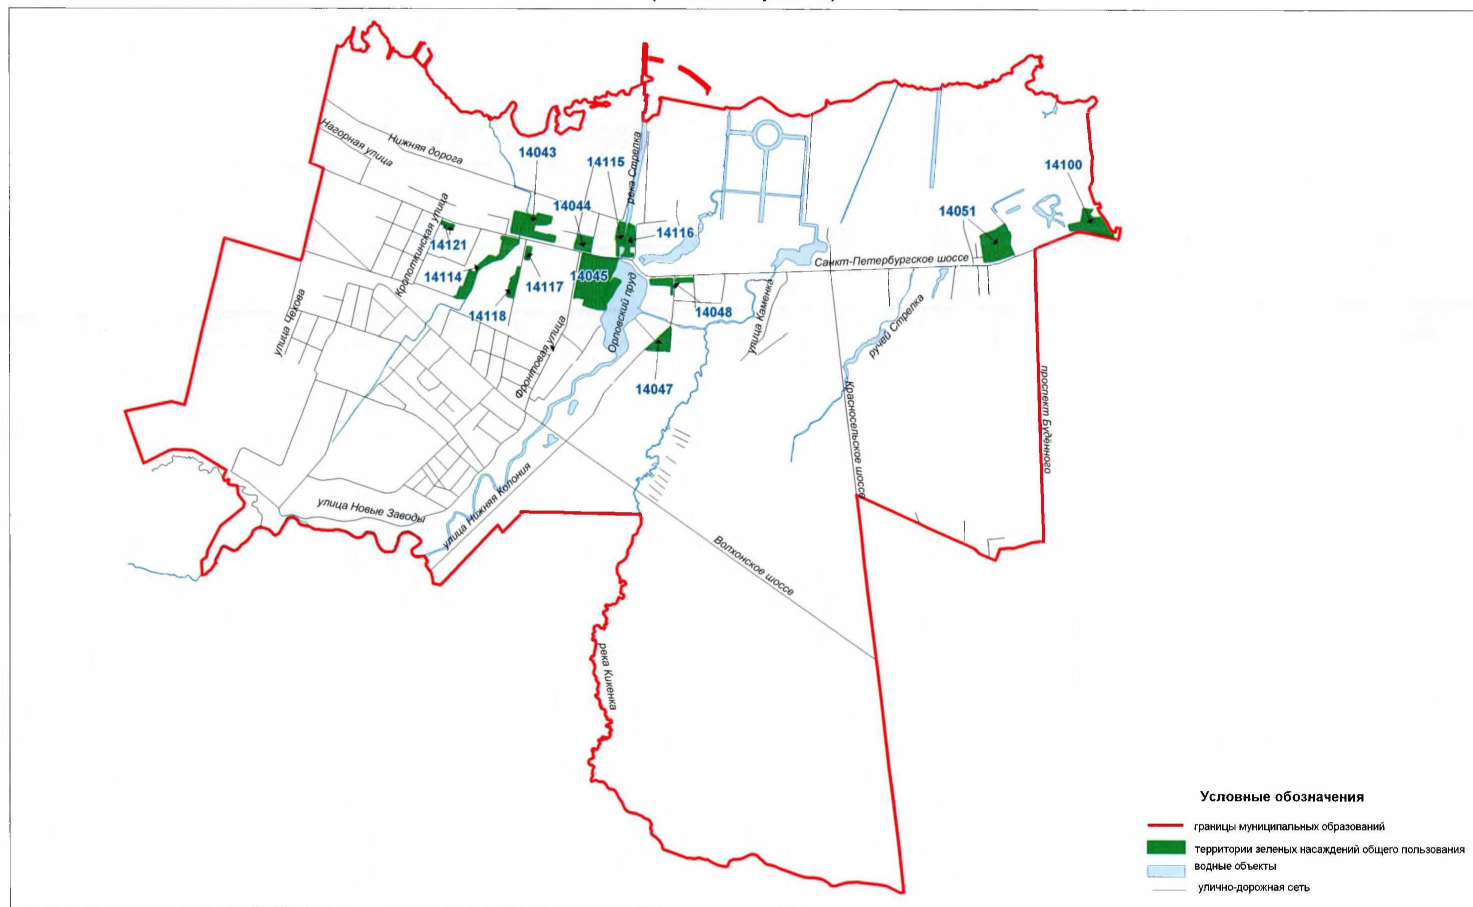 Нагорная улица
Нижняя дорога
14043
14115
река Стрелка
14100
14044
14051
14116
Кропоткинская улица
14121
14114
14117
14045
Санкт-Петербургское шоссе
Орловский пруд
14118
14048
улица Чехова
Фронтовая улица
улица Каменка
ручей Стрелка
14047
Красносельское шоссе
проспект Будённого
улица Новые Заводы
улица Нижняя Колония
Волхонское шоссе
река Кикенка
Условные обозначения
границы муниципальных образований
территории зеленых насаждений общего пользования
водные объекты
улично-дорожная сеть